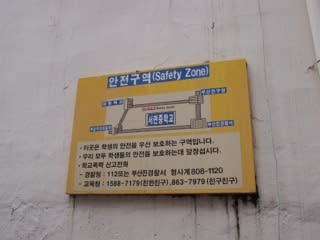 안전구역(Safety Zone)
서면중학교
• 이곳은 학생의 안전을 우선 보호하는 구역입니다.
• 우리 모두 학생들의 안전을 보호하는데 앞장섭시다.
• 학교폭력 신고전화
- 경찰청 : 112또는 부산진경찰서 형사계 808-1120
- 교육청 : 1588-7179(친한친구), 863-7979(친구친구)